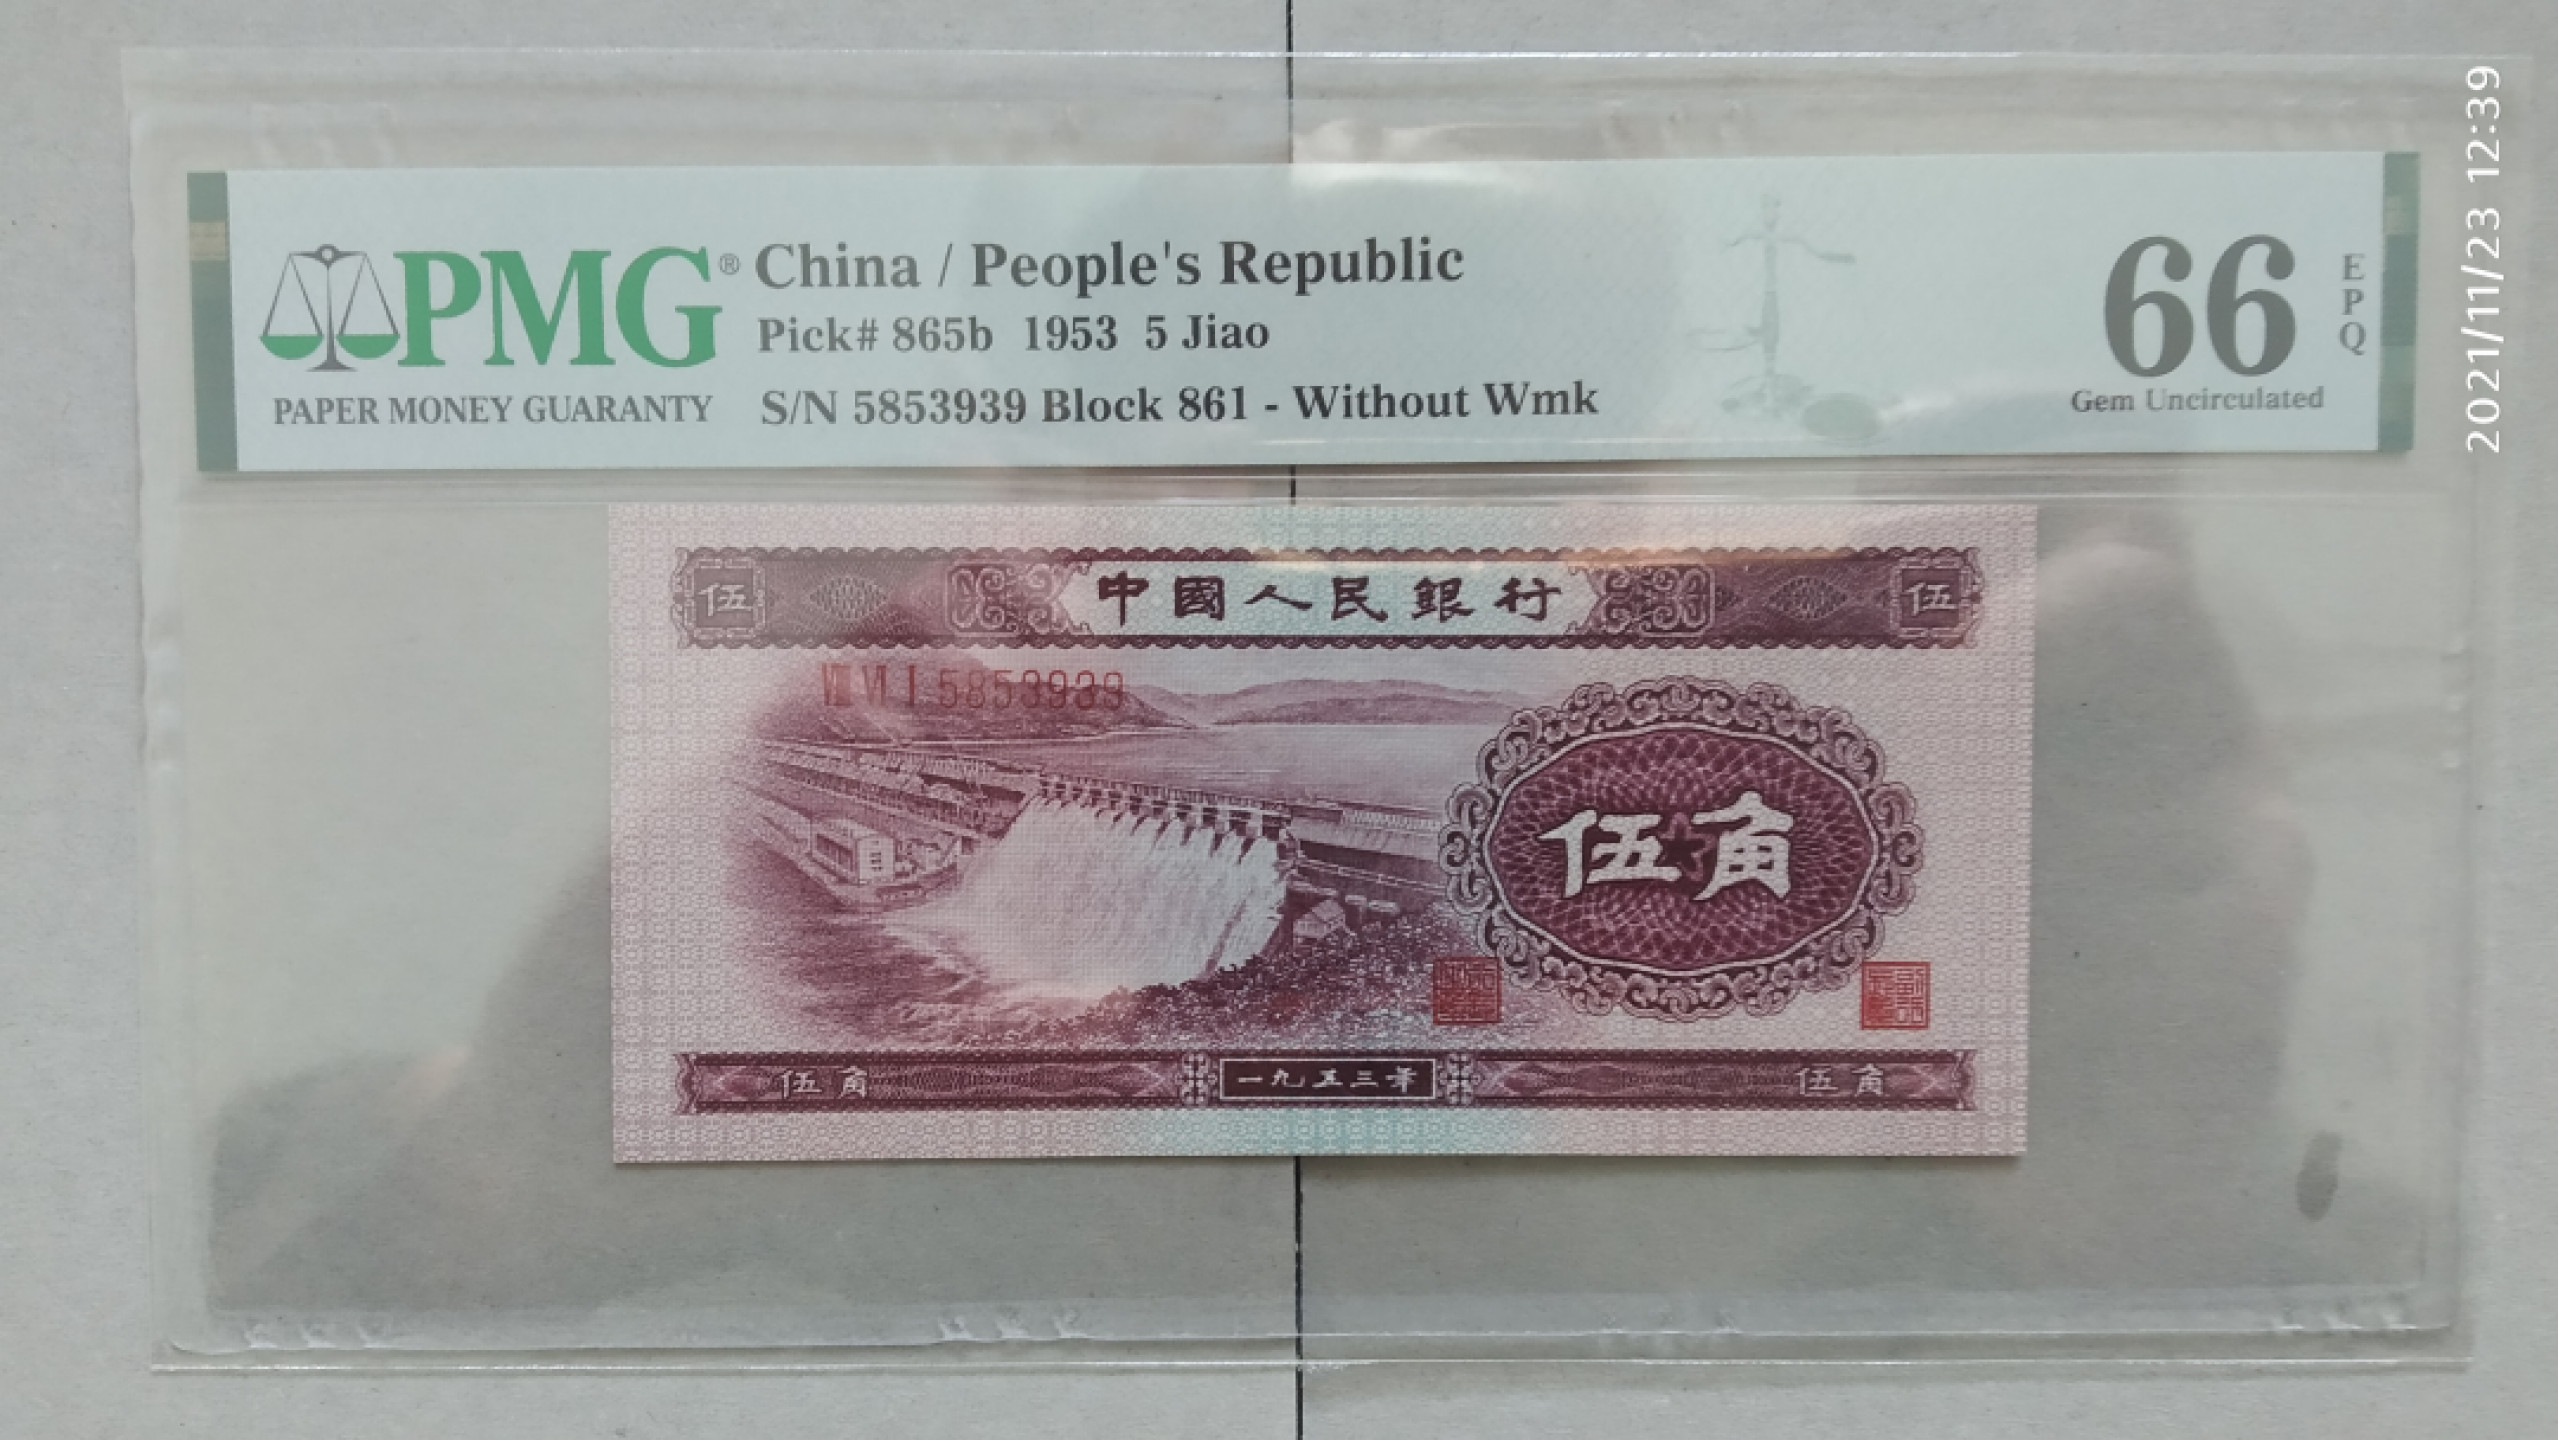 PMG®
PAPER MONEY GUARANTY
China / People's Republic
Pick# 865b 1953 5 Jiao
S/N 5853939 Block 861 - Without Wmk
66
EPQ
Gem Uncirculated
2021/11/23 12:39
伍
中國人民銀行
伍
VIII VI I 5853939
伍角
伍角
一九五三年
伍角